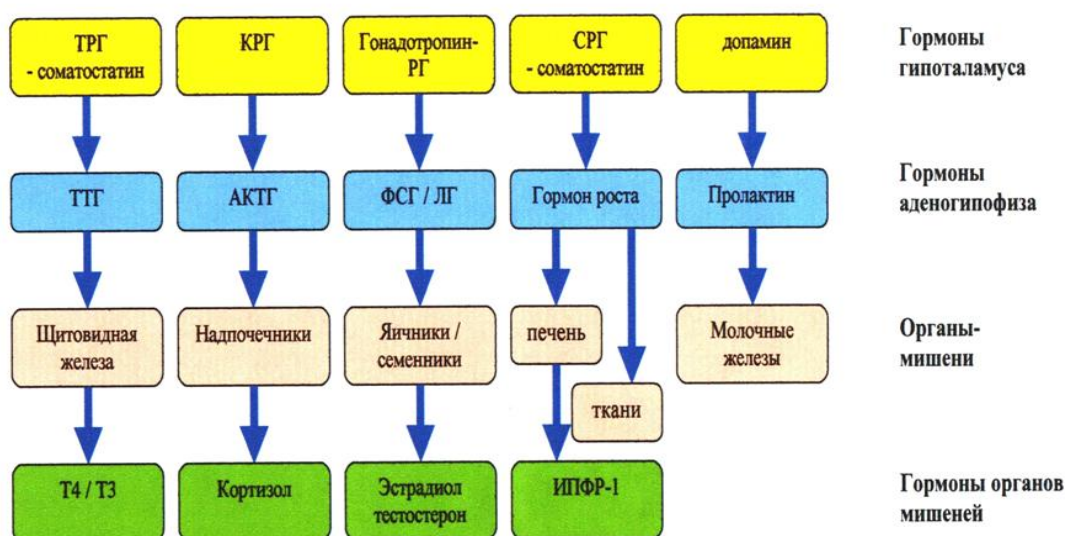 ТРГ
- соматостатин
КРГ
Гонадотропин-
РГ
СРГ
- соматостатин
допамин
Гормоны
гипоталамуса
ТТГ
АКТГ
ФСГ / ЛГ
Гормон роста
Пролактин
Гормоны
аденогипофиза
Щитовидная
железа
Надпочечники
Яичники /
семенники
печень
ткани
Молочные
железы
Органы-
мишени
Т4 / Т3
Кортизол
Эстрадиол
тестостерон
ИПФР-1
Гормоны органов
мишеней